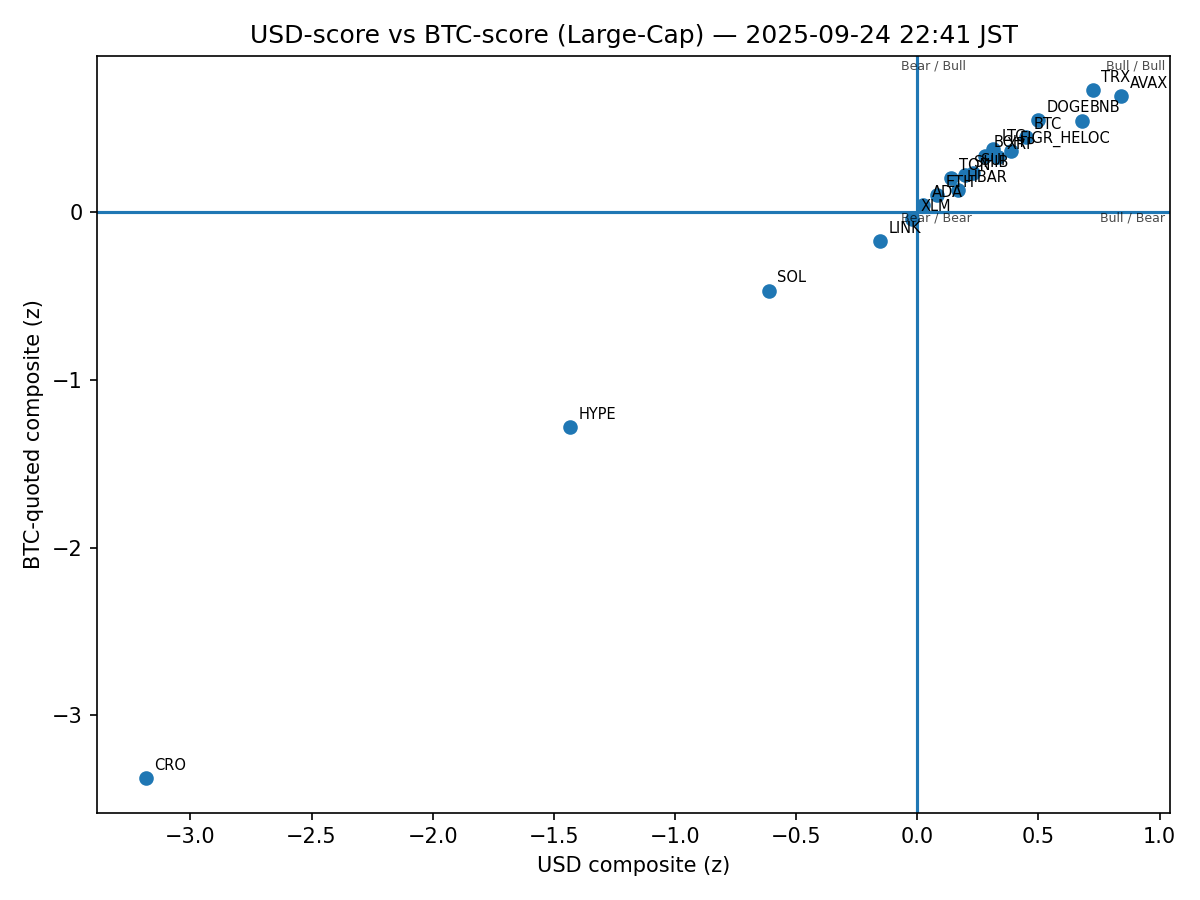 USD-score vs BTC-score (Large-Cap) — 2025-09-24 22:41 JST
Bear / Bull
Bull / Bull
TRX
AVAX
DOGE
BNB
BTC
LTC
FIGR_HELOC
BCH
XRP
TON
SUI
SHIB
HBAR
ETH
ADA
XLM
Bear / Bear
Bull / Bear
LINK
SOL
HYPE
CRO
0
−1
−2
−3
BTC-quoted composite (z)
−3.0
−2.5
−2.0
−1.5
−1.0
−0.5
0.0
0.5
1.0
USD composite (z)